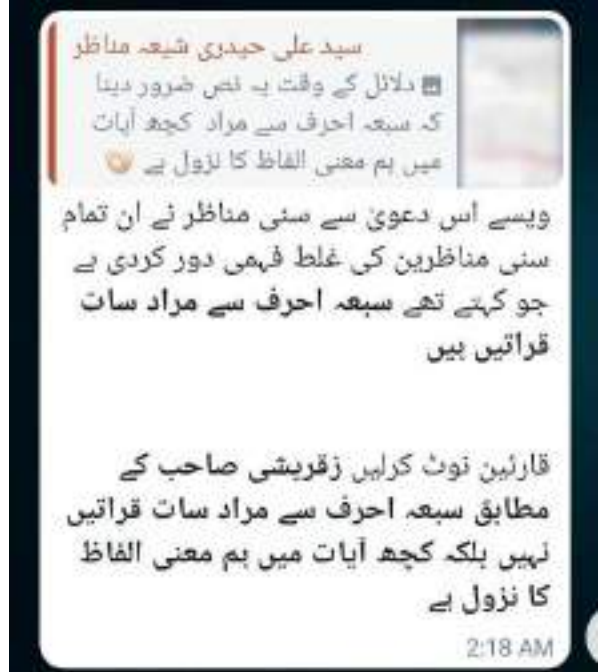 سید علی حیدری شیعہ مناظر
دلائل کے وقت یہ نص ضرور دینا
کہ سبعہ احرف سے مراد کچھ آیات
میں ہم معنی الفاظ کا نزول ہے
ویسے اس دعویٰ سے سنی مناظر نے ان تمام
سنی مناظرین کی غلط فہمی دور کردی ہے
جو کہتے تھے سبعہ احرف سے مراد سات
قراتیں ہیں
قارئین نوٹ کرلیں زقریشی صاحب کے
مطابق سبعہ احرف سے مراد سات قراتیں
نہیں بلکہ کچھ آیات میں ہم معنی الفاظ
کا نزول ہے
2:18 AM